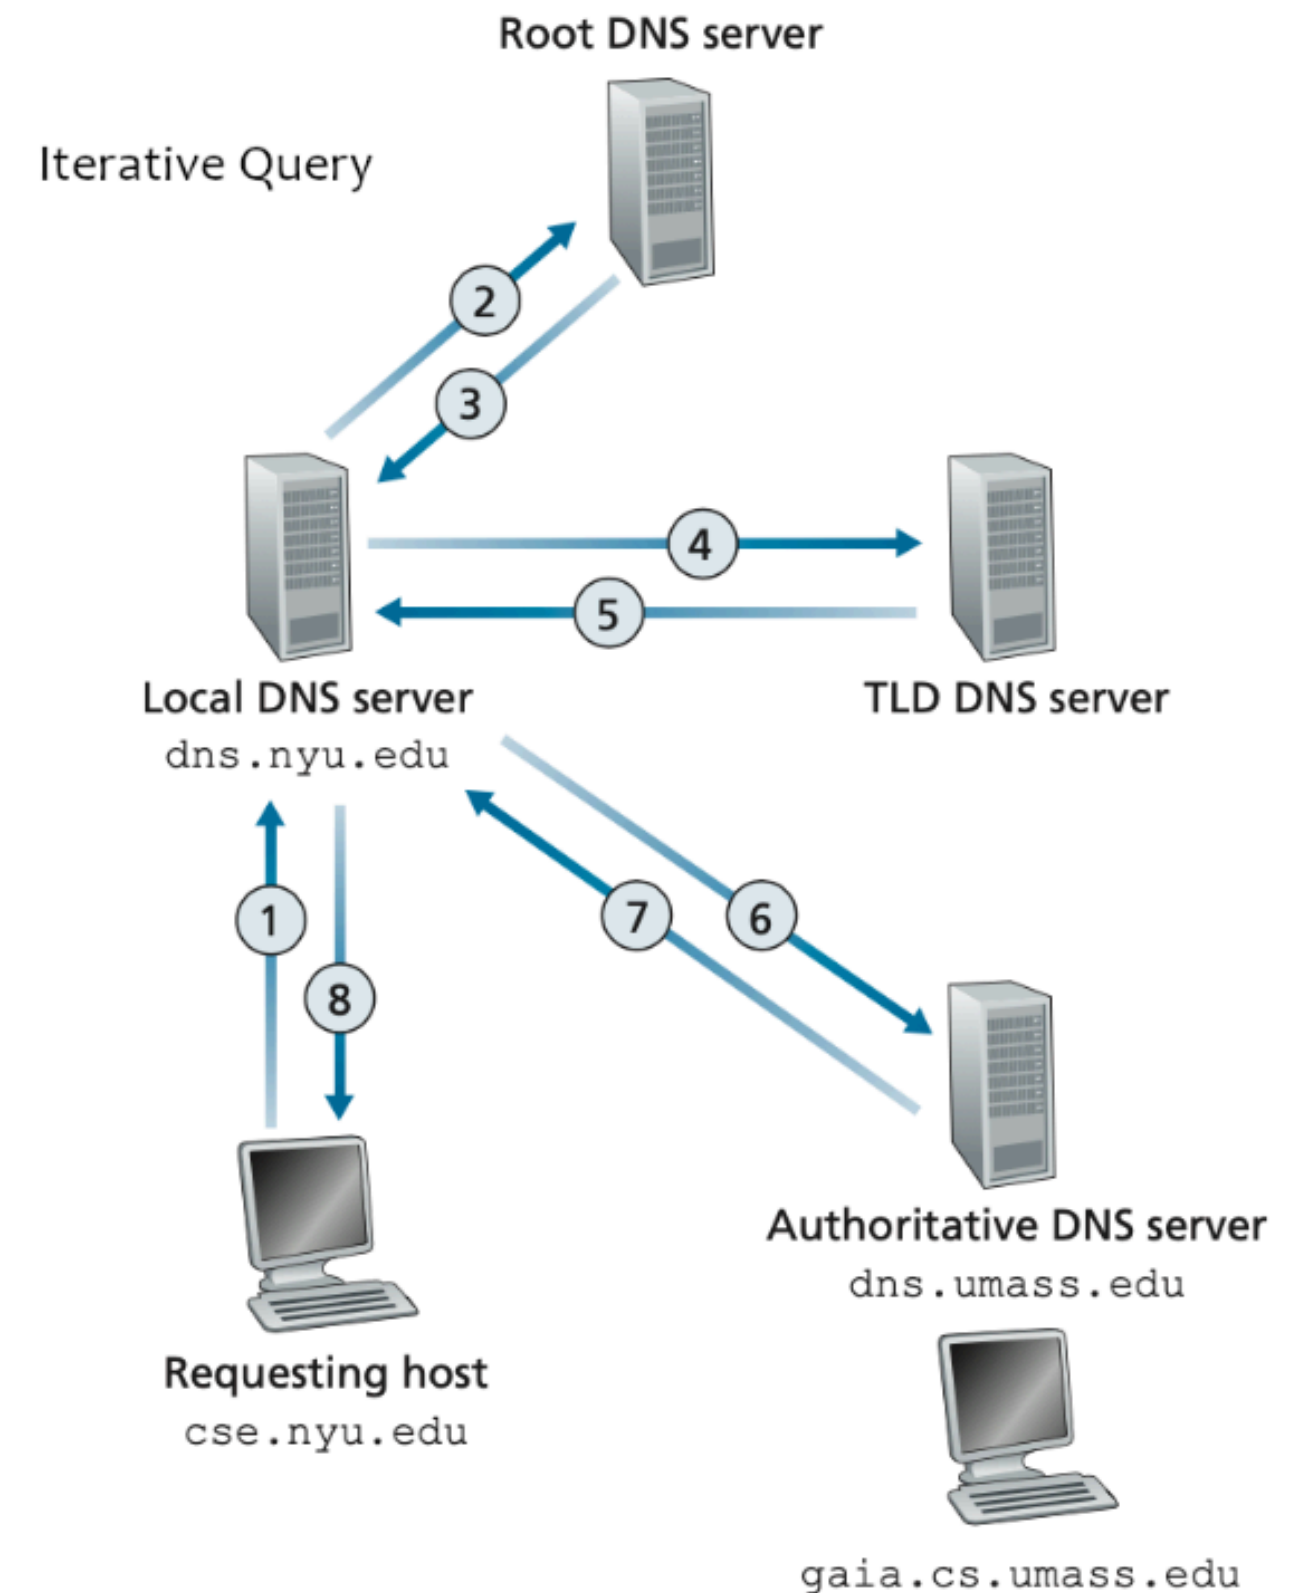 Root DNS server
Iterative Query
2
3
4
5
Local DNS server
dns.nyu.edu
TLD DNS server
1
8
7
6
Authoritative DNS server
dns.umass.edu
Requesting host
cse.nyu.edu
gaia.cs.umass.edu